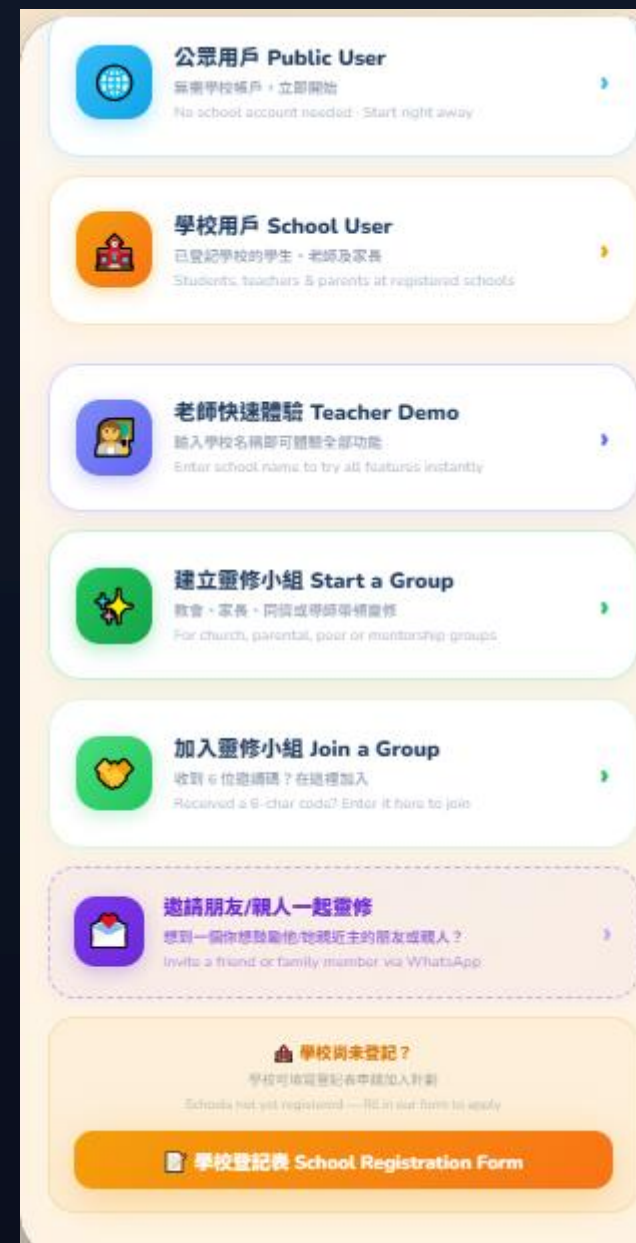 公眾用戶 Public User
無需學校帳戶，立即開始
No school account needed · Start right away
學校用戶 School User
已登記學校的學生、老師及家長
Students, teachers & parents at registered schools
老師快速體驗 Teacher Demo
輸入學校名稱即可體驗全部功能
Enter school name to try all features instantly
建立靈修小組 Start a Group
教會、家長、同儕或導師帶領靈修
For church, parental, peer or mentorship groups
加入靈修小組 Join a Group
收到 6 位邀請碼？在這裡加入
Received a 6-char code? Enter it here to join
邀請朋友/親人一起靈修
想到一個你想鼓勵他/她親近主的朋友或親人？
Invite a friend or family member via WhatsApp
學校尚未登記？
學校可填寫登記表申請加入計劃
Schools not yet registered — fill in our form to apply
學校登記表 School Registration Form